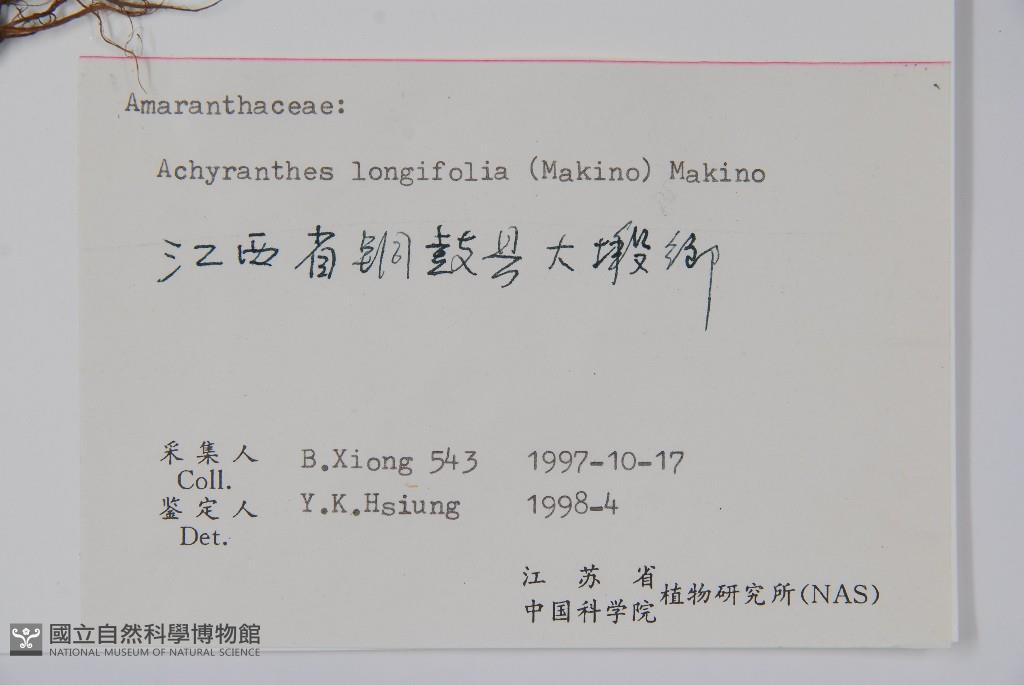 Amaranthaceae:
Achyranthes longifolia (Makino) Makino
江西省铜鼓县大塅鄉
采集人 B.Xiong 543 1997-10-17
Coll.
鉴定人 Y.K.Hsiung 1998-4
Det.
江苏省
中国科学院 植物研究所(NAS)
國立自然科學博物館
NATIONAL MUSEUM OF NATURAL SCIENCE